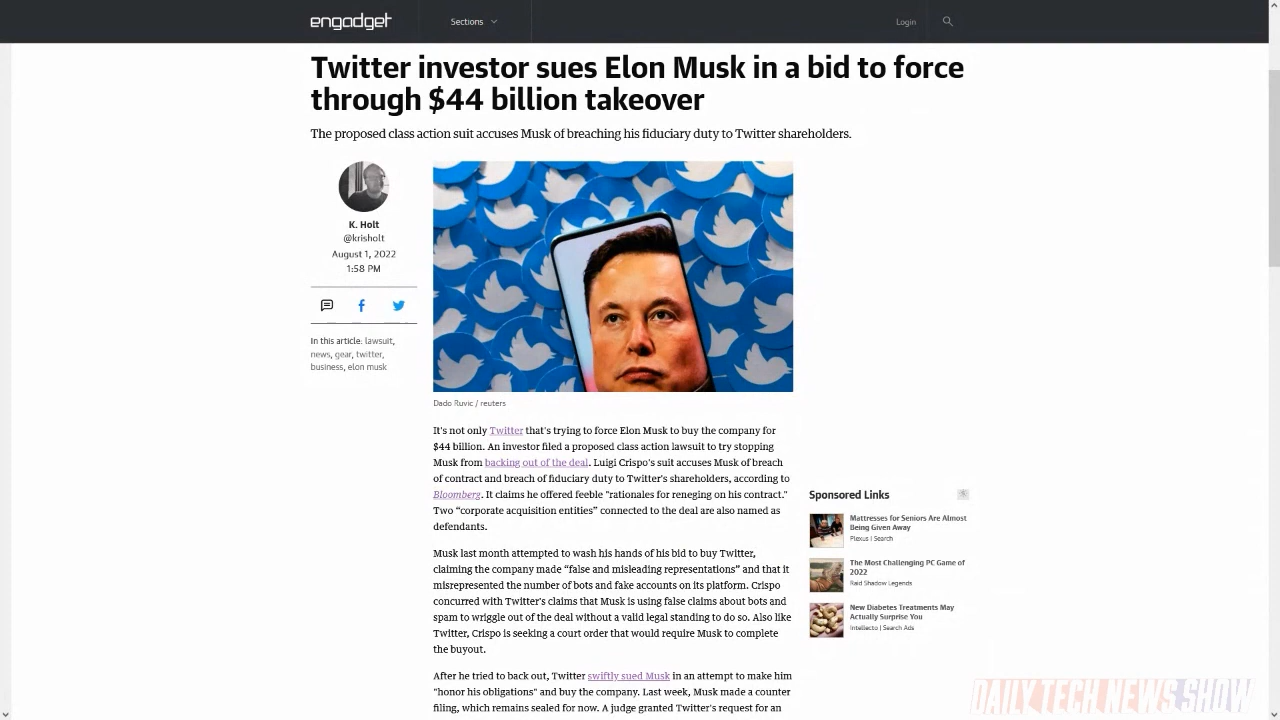 engadget
Sections
Login
Twitter investor sues Elon Musk in a bid to force
through $44 billion takeover
The proposed class action suit accuses Musk of breaching his fiduciary duty to Twitter shareholders.
K. Holt
@krisholt
August 1, 2022
1:58 PM
In this article: lawsuit,
news, gear, twitter,
business, elon musk
Dado Ruvic / reuters
It's not only Twitter that's trying to force Elon Musk to buy the company for
$44 billion. An investor filed a proposed class action lawsuit to try stopping
Musk from backing out of the deal. Luigi Crispo's suit accuses Musk of breach
of contract and breach of fiduciary duty to Twitter's shareholders, according to
Bloomberg. It claims he offered feeble "rationales for reneging on his contract."
Two “corporate acquisition entities” connected to the deal are also named as
defendants.
Musk last month attempted to wash his hands of his bid to buy Twitter,
claiming the company made “false and misleading representations” and that it
misrepresented the number of bots and fake accounts on its platform. Crispo
concurred with Twitter's claims that Musk is using false claims about bots and
spam to wriggle out of the deal without a valid legal standing to do so. Also like
Twitter, Crispo is seeking a court order that would require Musk to complete
the buyout.
After he tried to back out, Twitter swiftly sued Musk in an attempt to make him
"honor his obligations" and buy the company. Last week, Musk made a counter
filing, which remains sealed for now. A judge granted Twitter's request for an
Sponsored Links
Mattresses for Seniors Are Almost
Being Given Away
Plexus | Search
The Most Challenging PC Game of
2022
Raid Shadow Legends
New Diabetes Treatments May
Actually Surprise You
Intellecto | Search Ads
DAILY TECH NEWS SHOW